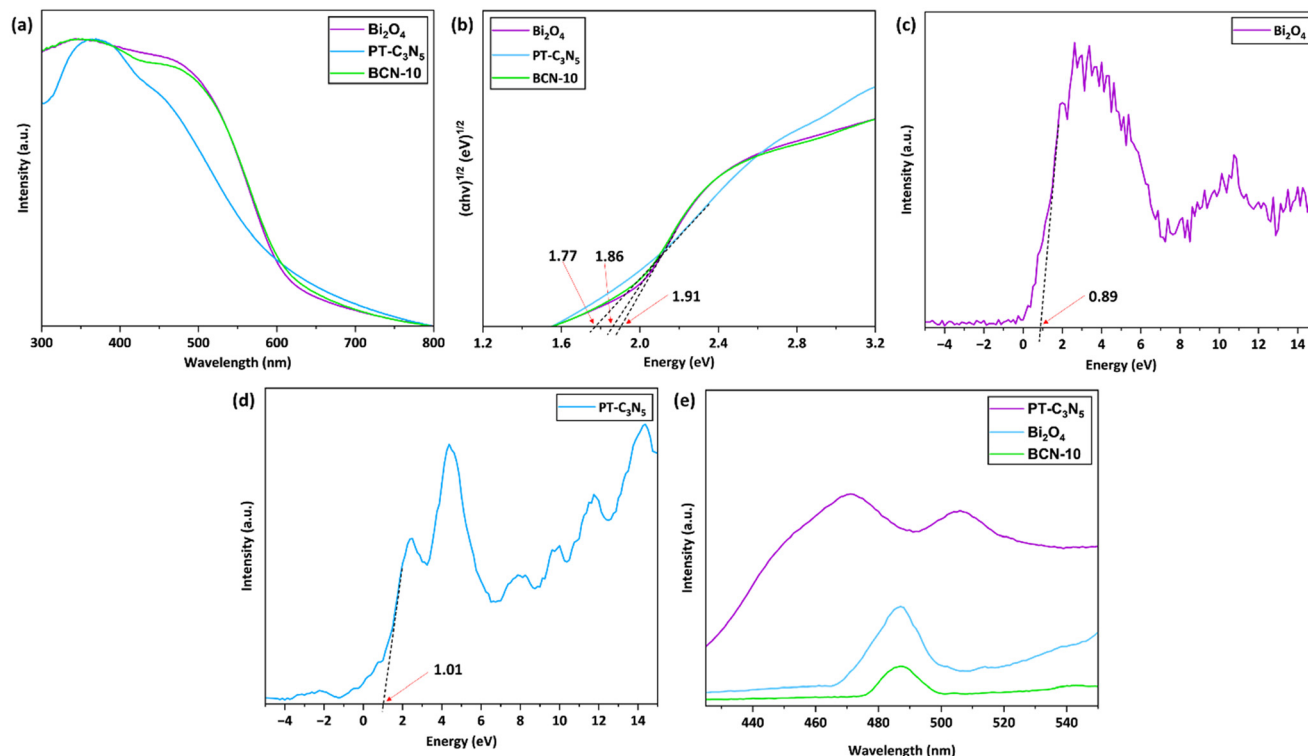 (a)
Bi₂O₄
PT-C₃N₅
BCN-10
Intensity (a.u.)
300 400 500 600 700 800
Wavelength (nm)
(b)
Bi₂O₄
PT-C₃N₅
BCN-10
(αhν)¹/² (eV)¹/²
1.77
1.86
1.91
1.2 1.6 2.0 2.4 2.8 3.2
Energy (eV)
(c)
Bi₂O₄
Intensity (a.u.)
0.89
−4 −2 0 2 4 6 8 10 12 14
Energy (eV)
(d)
PT-C₃N₅
Intensity (a.u.)
1.01
−4 −2 0 2 4 6 8 10 12 14
Energy (eV)
(e)
PT-C₃N₅
Bi₂O₄
BCN-10
Intensity (a.u.)
440 460 480 500 520 540
Wavelength (nm)